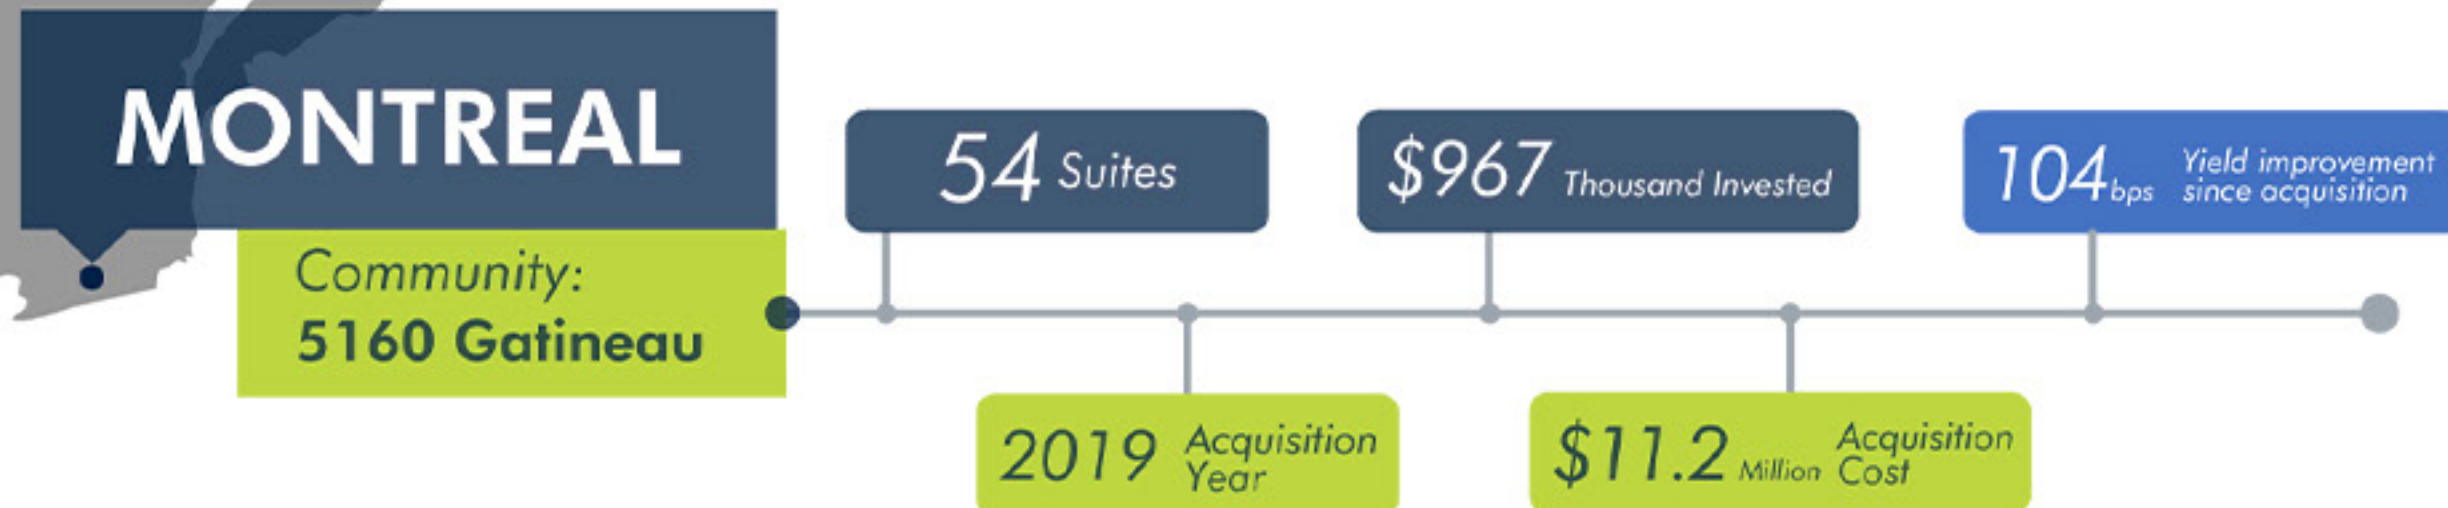 MONTREAL
Community:
5160 Gatineau
54 Suites
2019 Acquisition
Year
$967 Thousand Invested
$11.2 Million Acquisition
Cost
104bps Yield improvement
since acquisition